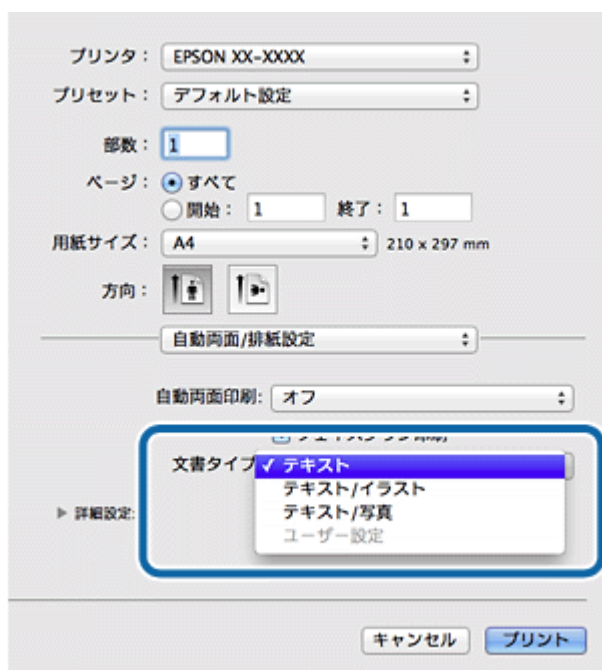 プリンタ： EPSON XX-XXXX
プリセット： デフォルト設定
部数： 1
ページ： すべて
開始： 1 終了： 1
用紙サイズ： A4 210 x 297 mm
方向：
自動両面/排紙設定
自動両面印刷: オフ
文書タイプ ✓ テキスト
テキスト/イラスト
▶ 詳細設定: テキスト/写真
ユーザー設定
キャンセル プリント